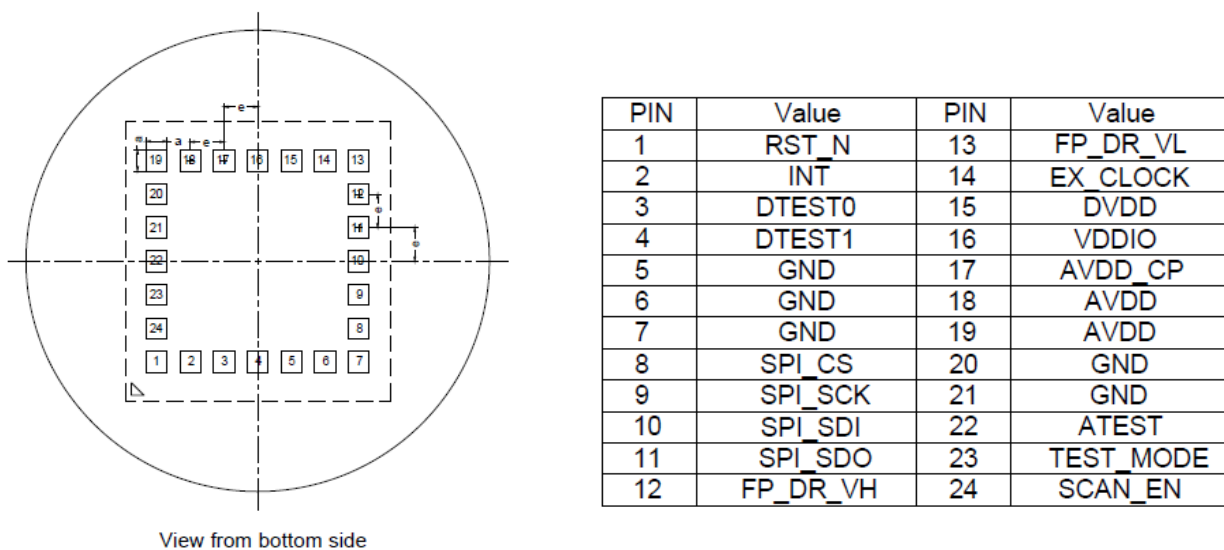 e
a a e
19 18 17 16 15 14 13
20 12
e
21 11
e
22 10
23 9
24 8
1 2 3 4 5 6 7
View from bottom side
PIN Value PIN Value
1 RST_N 13 FP_DR_VL
2 INT 14 EX_CLOCK
3 DTEST0 15 DVDD
4 DTEST1 16 VDDIO
5 GND 17 AVDD_CP
6 GND 18 AVDD
7 GND 19 AVDD
8 SPI_CS 20 GND
9 SPI_SCK 21 GND
10 SPI_SDI 22 ATEST
11 SPI_SDO 23 TEST_MODE
12 FP_DR_VH 24 SCAN_EN